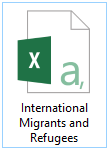 X
a,
International
Migrants and
Refugees